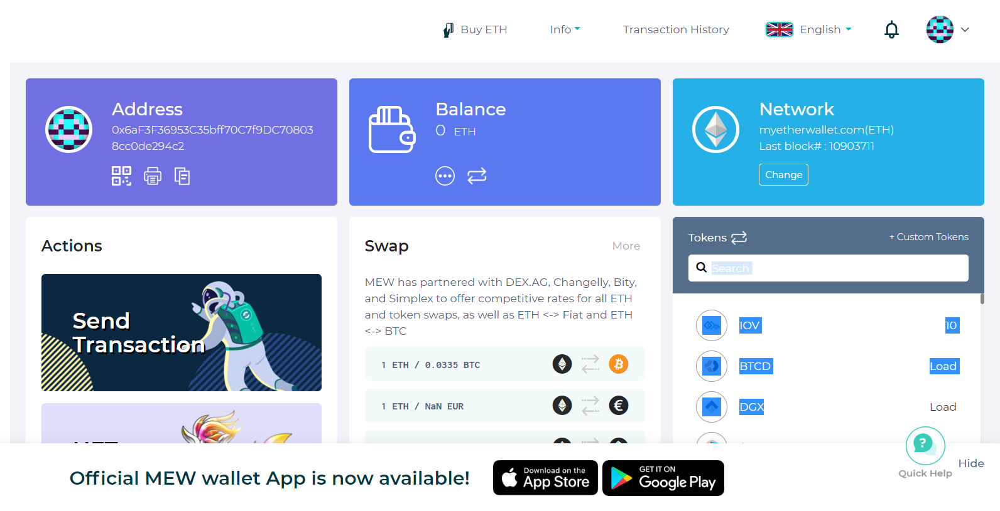 Buy ETH
Info
Transaction History
English
Address
0x6aF3F36953C35bff70C7f9DC70803
8cc0de294c2
Balance
0 ETH
Network
myetherwallet.com(ETH)
Last block# : 10903711
Change
Actions
Send
Transaction
Swap
More
MEW has partnered with DEX.AG, Changelly, Bity,
and Simplex to offer competitive rates for all ETH
and token swaps, as well as ETH <-> Fiat and ETH
<-> BTC
1 ETH / 0.0335 BTC
1 ETH / NaN EUR
Tokens
+ Custom Tokens
Search
IOV 10
BTCD Load
DGX Load
Official MEW wallet App is now available!
Download on the
App Store
GET IT ON
Google Play
Quick Help
Hide